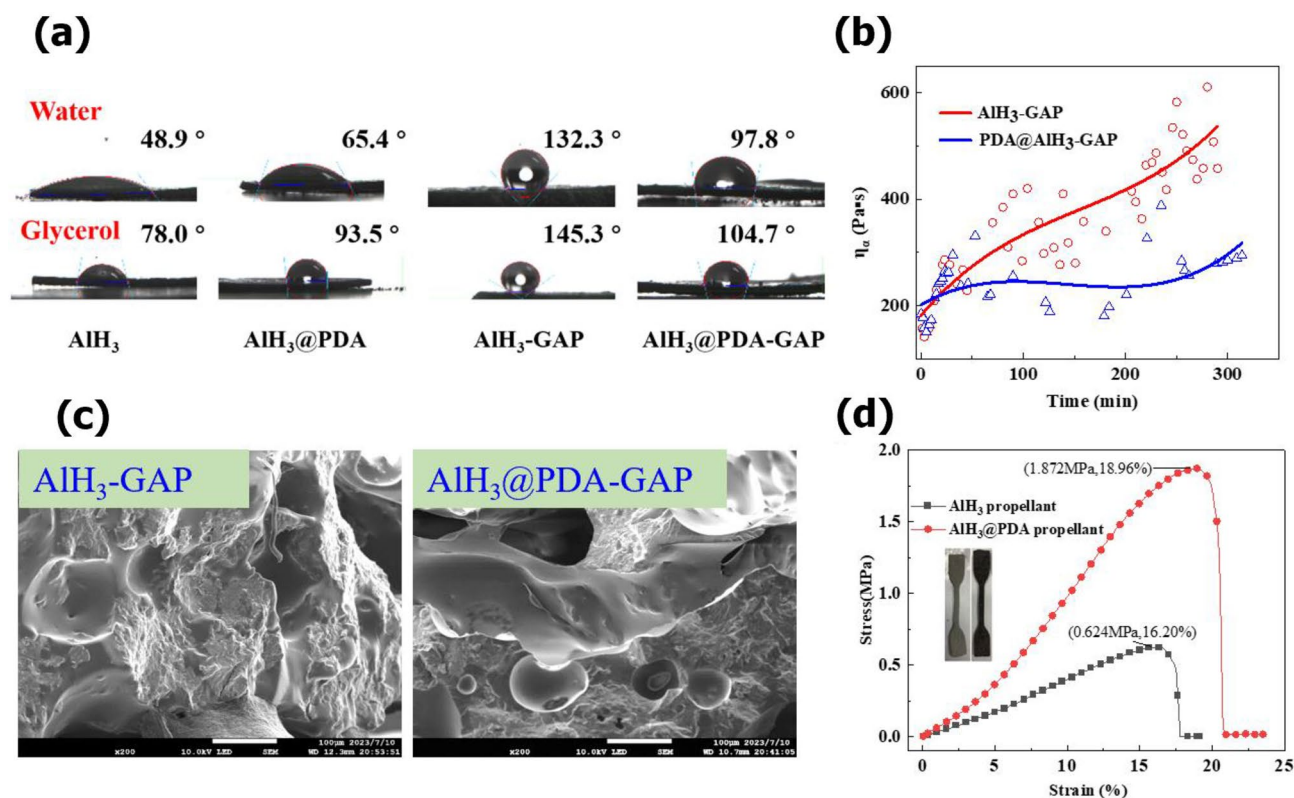 (a)
Water
48.9 °
65.4 °
132.3 °
97.8 °
Glycerol
78.0 °
93.5 °
145.3 °
104.7 °
AlH₃
AlH₃@PDA
AlH₃-GAP
AlH₃@PDA-GAP
(b)
600
400
200
ηα (Pa▪s)
AlH₃-GAP
PDA@AlH₃-GAP
0
100
200
300
Time (min)
(c)
AlH₃-GAP
x200
10.0kV LED
SEM
100μm 2023/7/10
WD 12.3mm 20:53:51
AlH₃@PDA-GAP
x200
10.0kV LED
SEM
100μm 2023/7/10
WD 10.7mm 20:41:05
(d)
2.0
1.5
1.0
0.5
0.0
Stress(MPa)
(1.872MPa,18.96%)
AlH₃ propellant
AlH₃@PDA propellant
(0.624MPa,16.20%)
0
5
10
15
20
25
Strain (%)